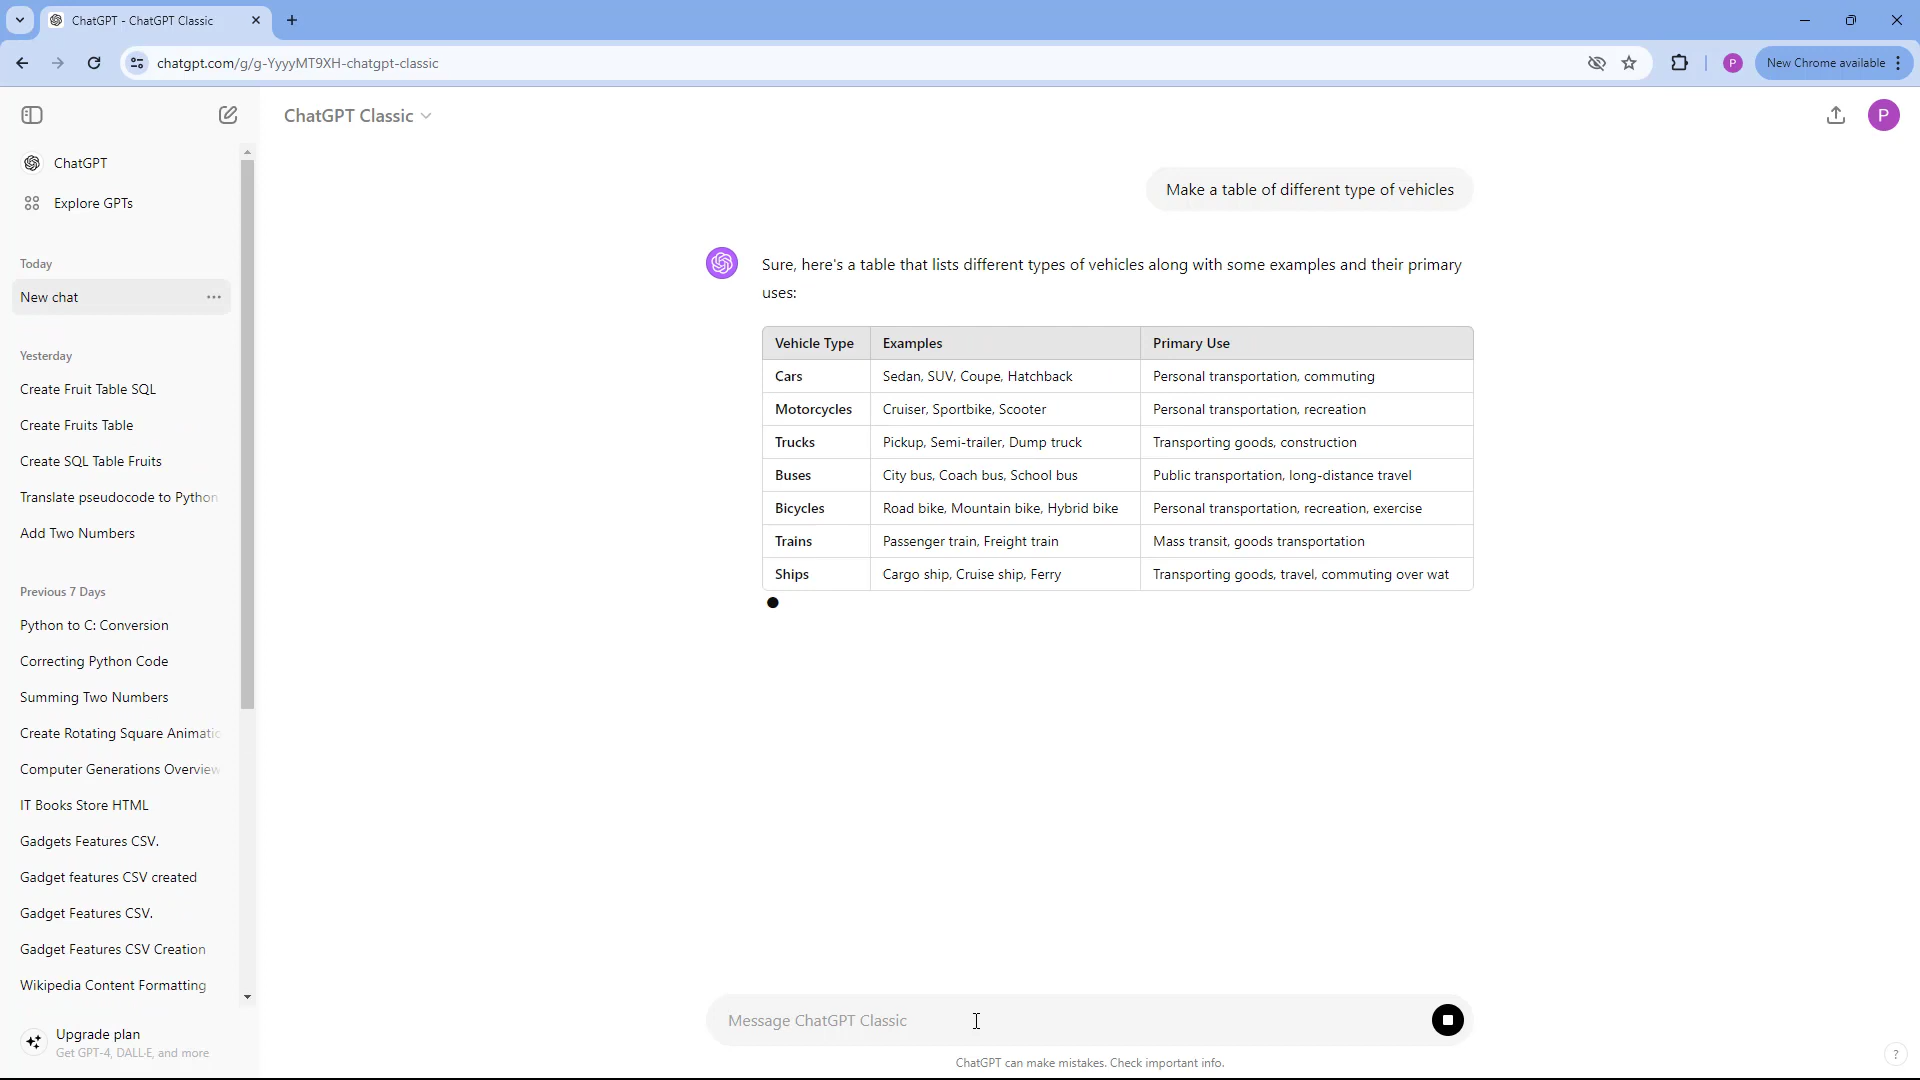 ChatGPT - ChatGPT Classic
chatgpt.com/g/g-YyyyMT9XH-chatgpt-classic
P
New Chrome available
ChatGPT Classic
P
ChatGPT
Explore GPTs
Today
New chat
Yesterday
Create Fruit Table SQL
Create Fruits Table
Create SQL Table Fruits
Translate pseudocode to Python
Add Two Numbers
Previous 7 Days
Python to C: Conversion
Correcting Python Code
Summing Two Numbers
Create Rotating Square Animatio
Computer Generations Overview
IT Books Store HTML
Gadgets Features CSV.
Gadget features CSV created
Gadget Features CSV.
Gadget Features CSV Creation
Wikipedia Content Formatting
Upgrade plan
Get GPT-4, DALL·E, and more
Make a table of different type of vehicles
Sure, here's a table that lists different types of vehicles along with some examples and their primary
uses:
Vehicle Type Examples Primary Use
Cars Sedan, SUV, Coupe, Hatchback Personal transportation, commuting
Motorcycles Cruiser, Sportbike, Scooter Personal transportation, recreation
Trucks Pickup, Semi-trailer, Dump truck Transporting goods, construction
Buses City bus, Coach bus, School bus Public transportation, long-distance travel
Bicycles Road bike, Mountain bike, Hybrid bike Personal transportation, recreation, exercise
Trains Passenger train, Freight train Mass transit, goods transportation
Ships Cargo ship, Cruise ship, Ferry Transporting goods, travel, commuting over wat
Message ChatGPT Classic
ChatGPT can make mistakes. Check important info.
?